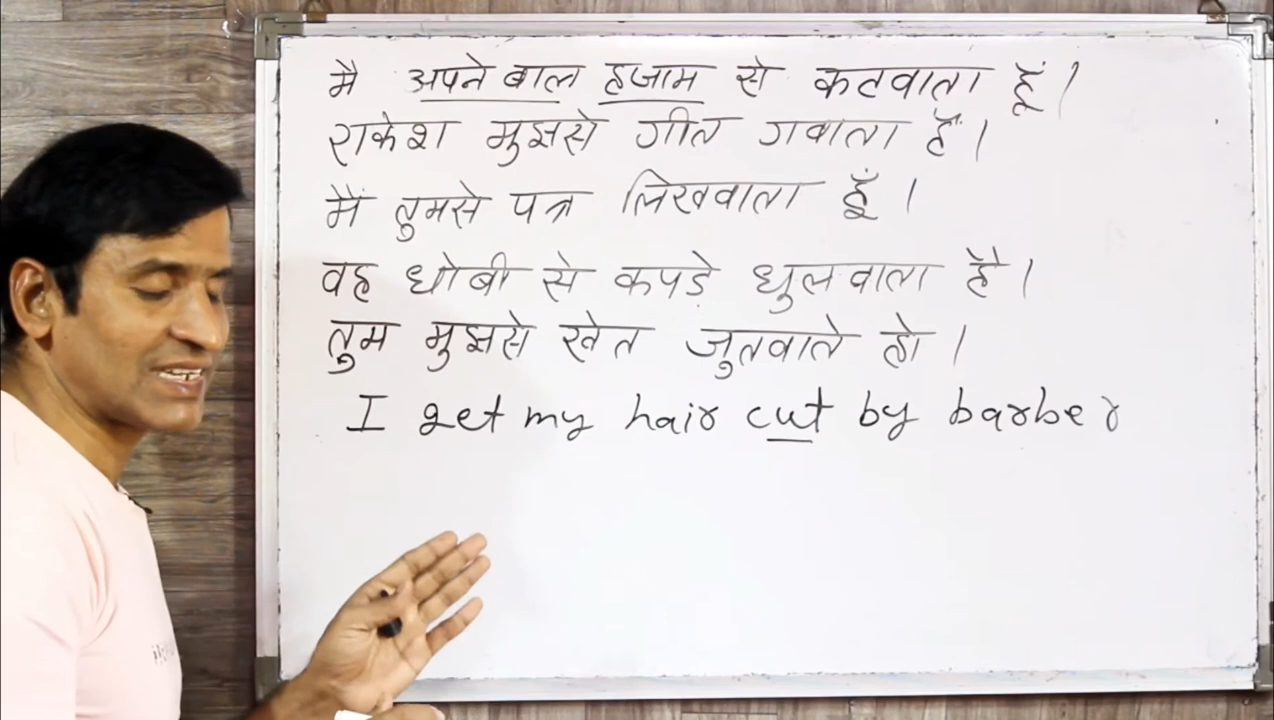 मै अपने बाल हजाम से कटवाता हूं।
राकेश मुझसे गीत गवाता है।
मैं तुमसे पत्र लिखवाता हूँ।
वह धोबी से कपड़े धुलवाता है।
तुम मुझसे खेत जुतवाते हो।
I get my hair cut by barber